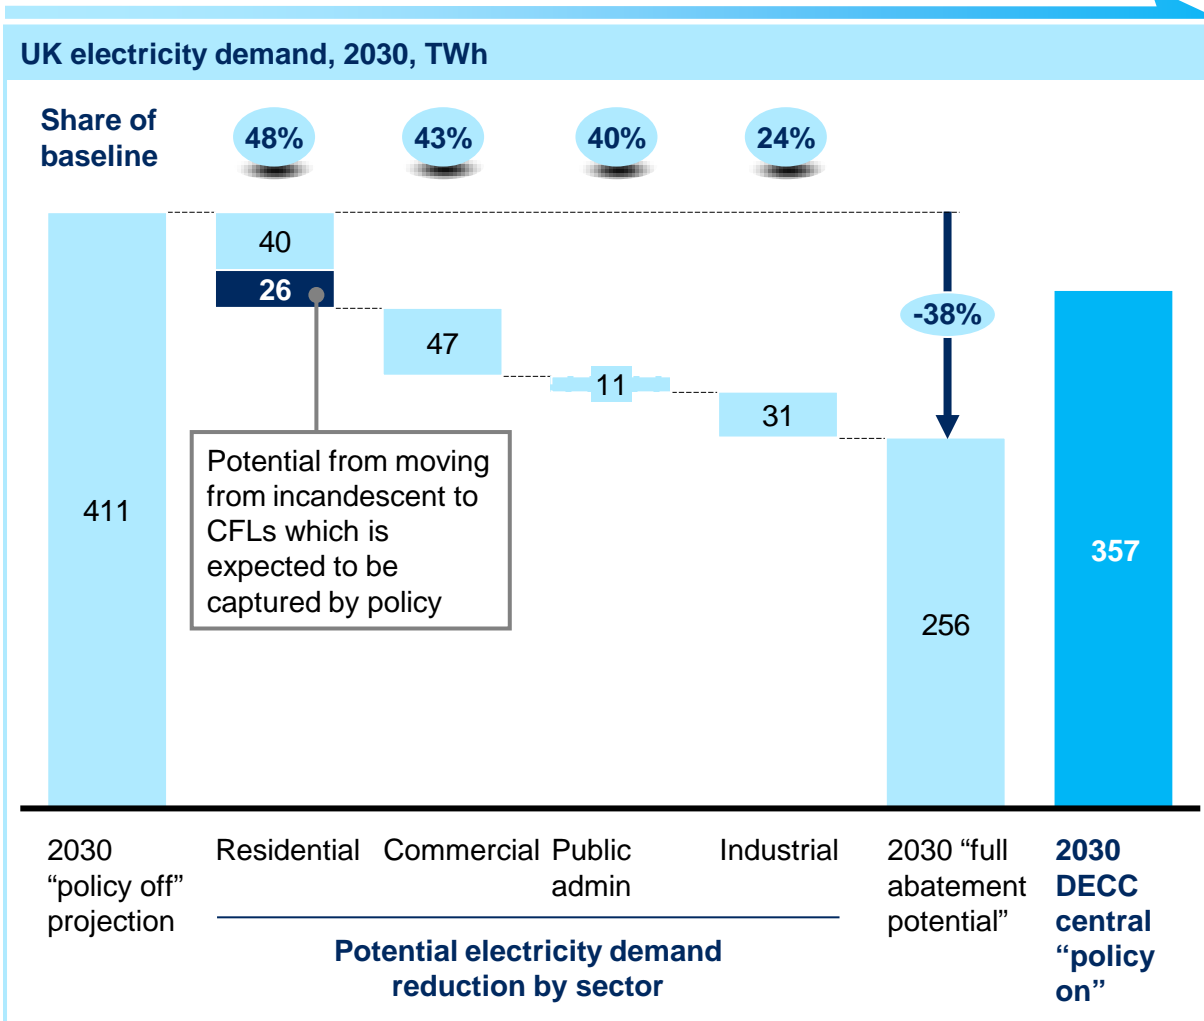 UK electricity demand, 2030, TWh
Share of
baseline
48%
43%
40%
24%
40
26
47
11
31
-38%
411
256
357
Potential from moving
from incandescent to
CFLs which is
expected to be
captured by policy
2030
“policy off”
projection
Residential
Commercial
Public
admin
Industrial
2030 “full
abatement
potential”
2030
DECC
central
“policy
on”
Potential electricity demand
reduction by sector